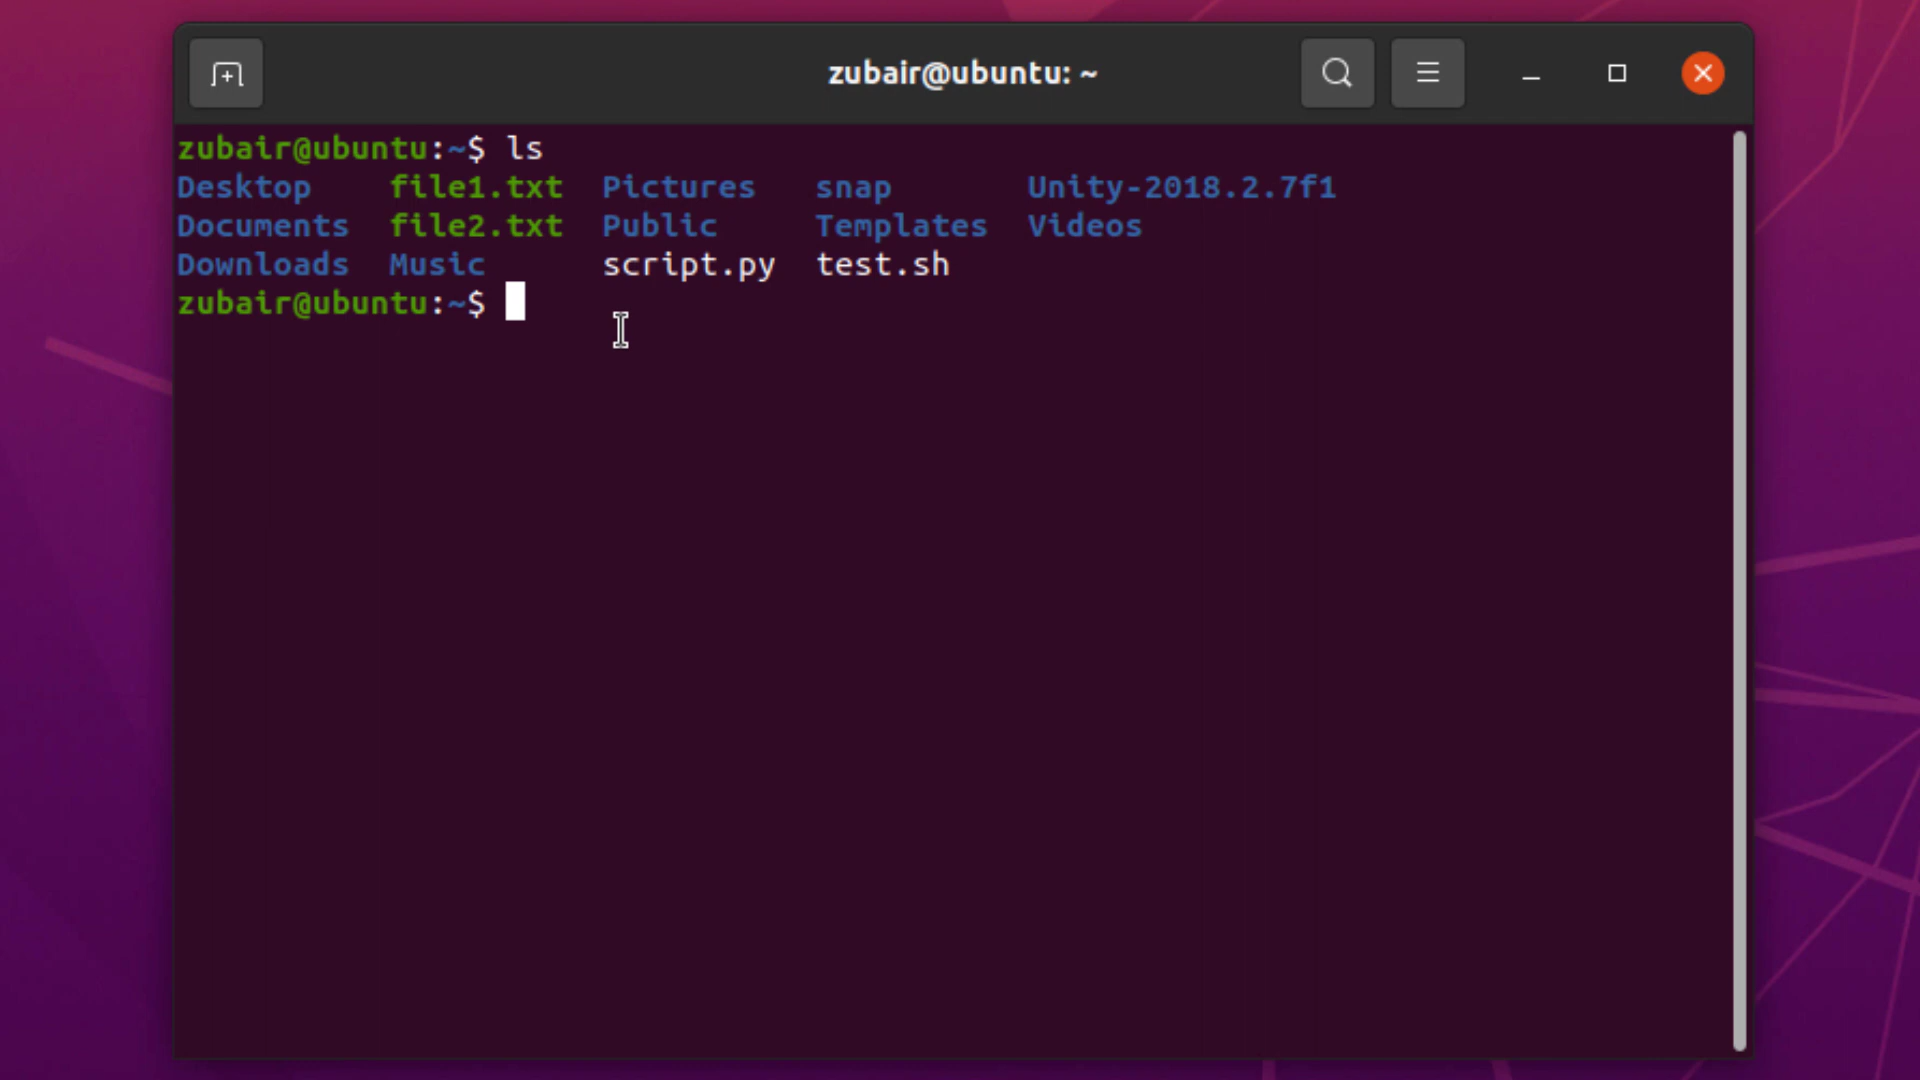 zubair@ubuntu: ~
zubair@ubuntu:~$ ls
Desktop file1.txt Pictures snap Unity-2018.2.7f1
Documents file2.txt Public Templates Videos
Downloads Music script.py test.sh
zubair@ubuntu:~$